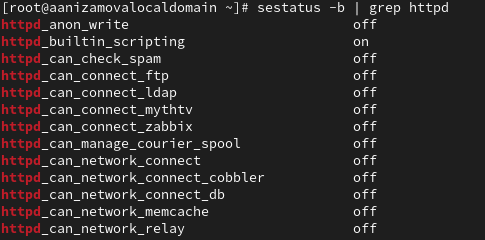 [root@aanizamovalocaldomain ~]# sestatus -b | grep httpd
httpd_anon_write off
httpd_builtin_scripting on
httpd_can_check_spam off
httpd_can_connect_ftp off
httpd_can_connect_ldap off
httpd_can_connect_mythtv off
httpd_can_connect_zabbix off
httpd_can_manage_courier_spool off
httpd_can_network_connect off
httpd_can_network_connect_cobbler off
httpd_can_network_connect_db off
httpd_can_network_memcache off
httpd_can_network_relay off